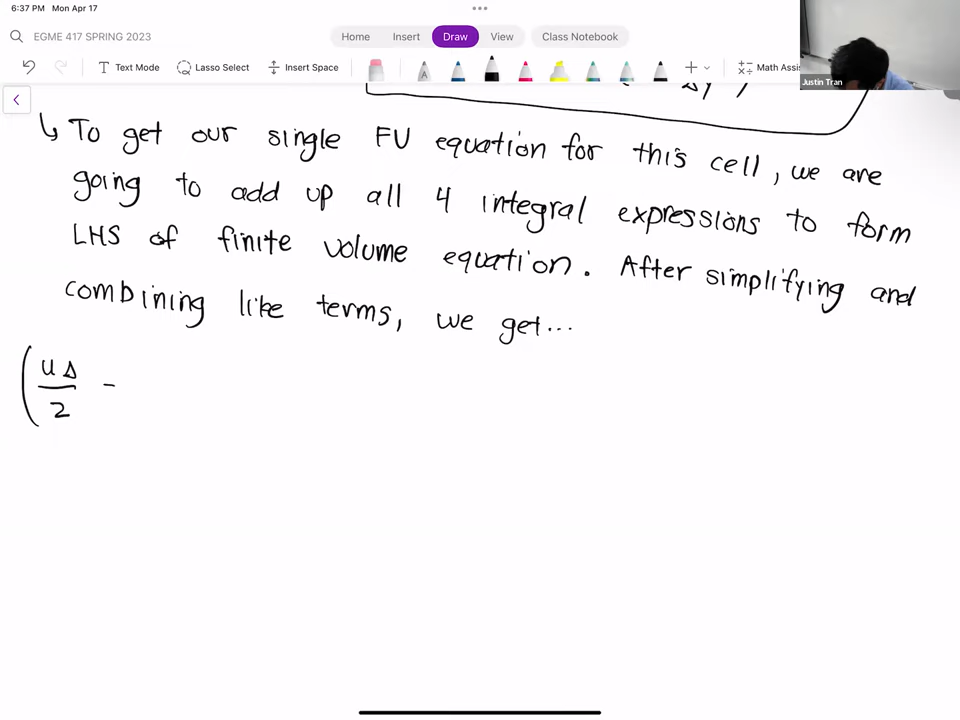 6:37 PM Mon Apr 17
EGME 417 SPRING 2023
Home Insert Draw View Class Notebook
Text Mode Lasso Select Insert Space Math Assis
Justin Tran
↳ To get our single FV equation for this cell, we are
going to add up all 4 integral expressions to form
LHS of finite volume equation. After simplifying and
combining like terms, we get...
(uΔ/2 -